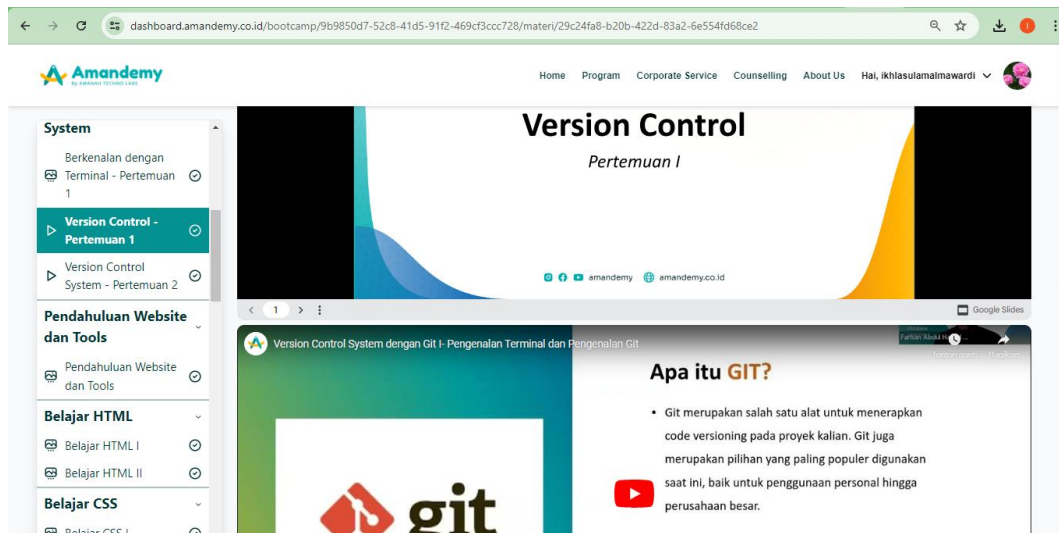 dashboard.amandemy.co.id/bootcamp/9b9850d7-52c8-41d5-91f2-469cf3ccc728/materi/29c24fa8-b20b-422d-83a2-6e554fd68ce2
Amandemy
by AMANAH TECHNO LABS
Home Program Corporate Service Counselling About Us Hai, ikhlasulamalmawardi
System
Berkenalan dengan
Terminal - Pertemuan
1
Version Control -
Pertemuan 1
Version Control
System - Pertemuan 2
Pendahuluan Website
dan Tools
Pendahuluan Website
dan Tools
Belajar HTML
Belajar HTML I
Belajar HTML II
Belajar CSS
Belajar CSS I
Version Control
Pertemuan I
amandemy amandemy.co.id
1
Google Slides
Version Control System dengan Git I- Pengenalan Terminal dan Pengenalan Git
Tonton nanti Bagikan
Apa itu GIT?
• Git merupakan salah satu alat untuk menerapkan
code versioning pada proyek kalian. Git juga
merupakan pilihan yang paling populer digunakan
saat ini, baik untuk penggunaan personal hingga
perusahaan besar.
git